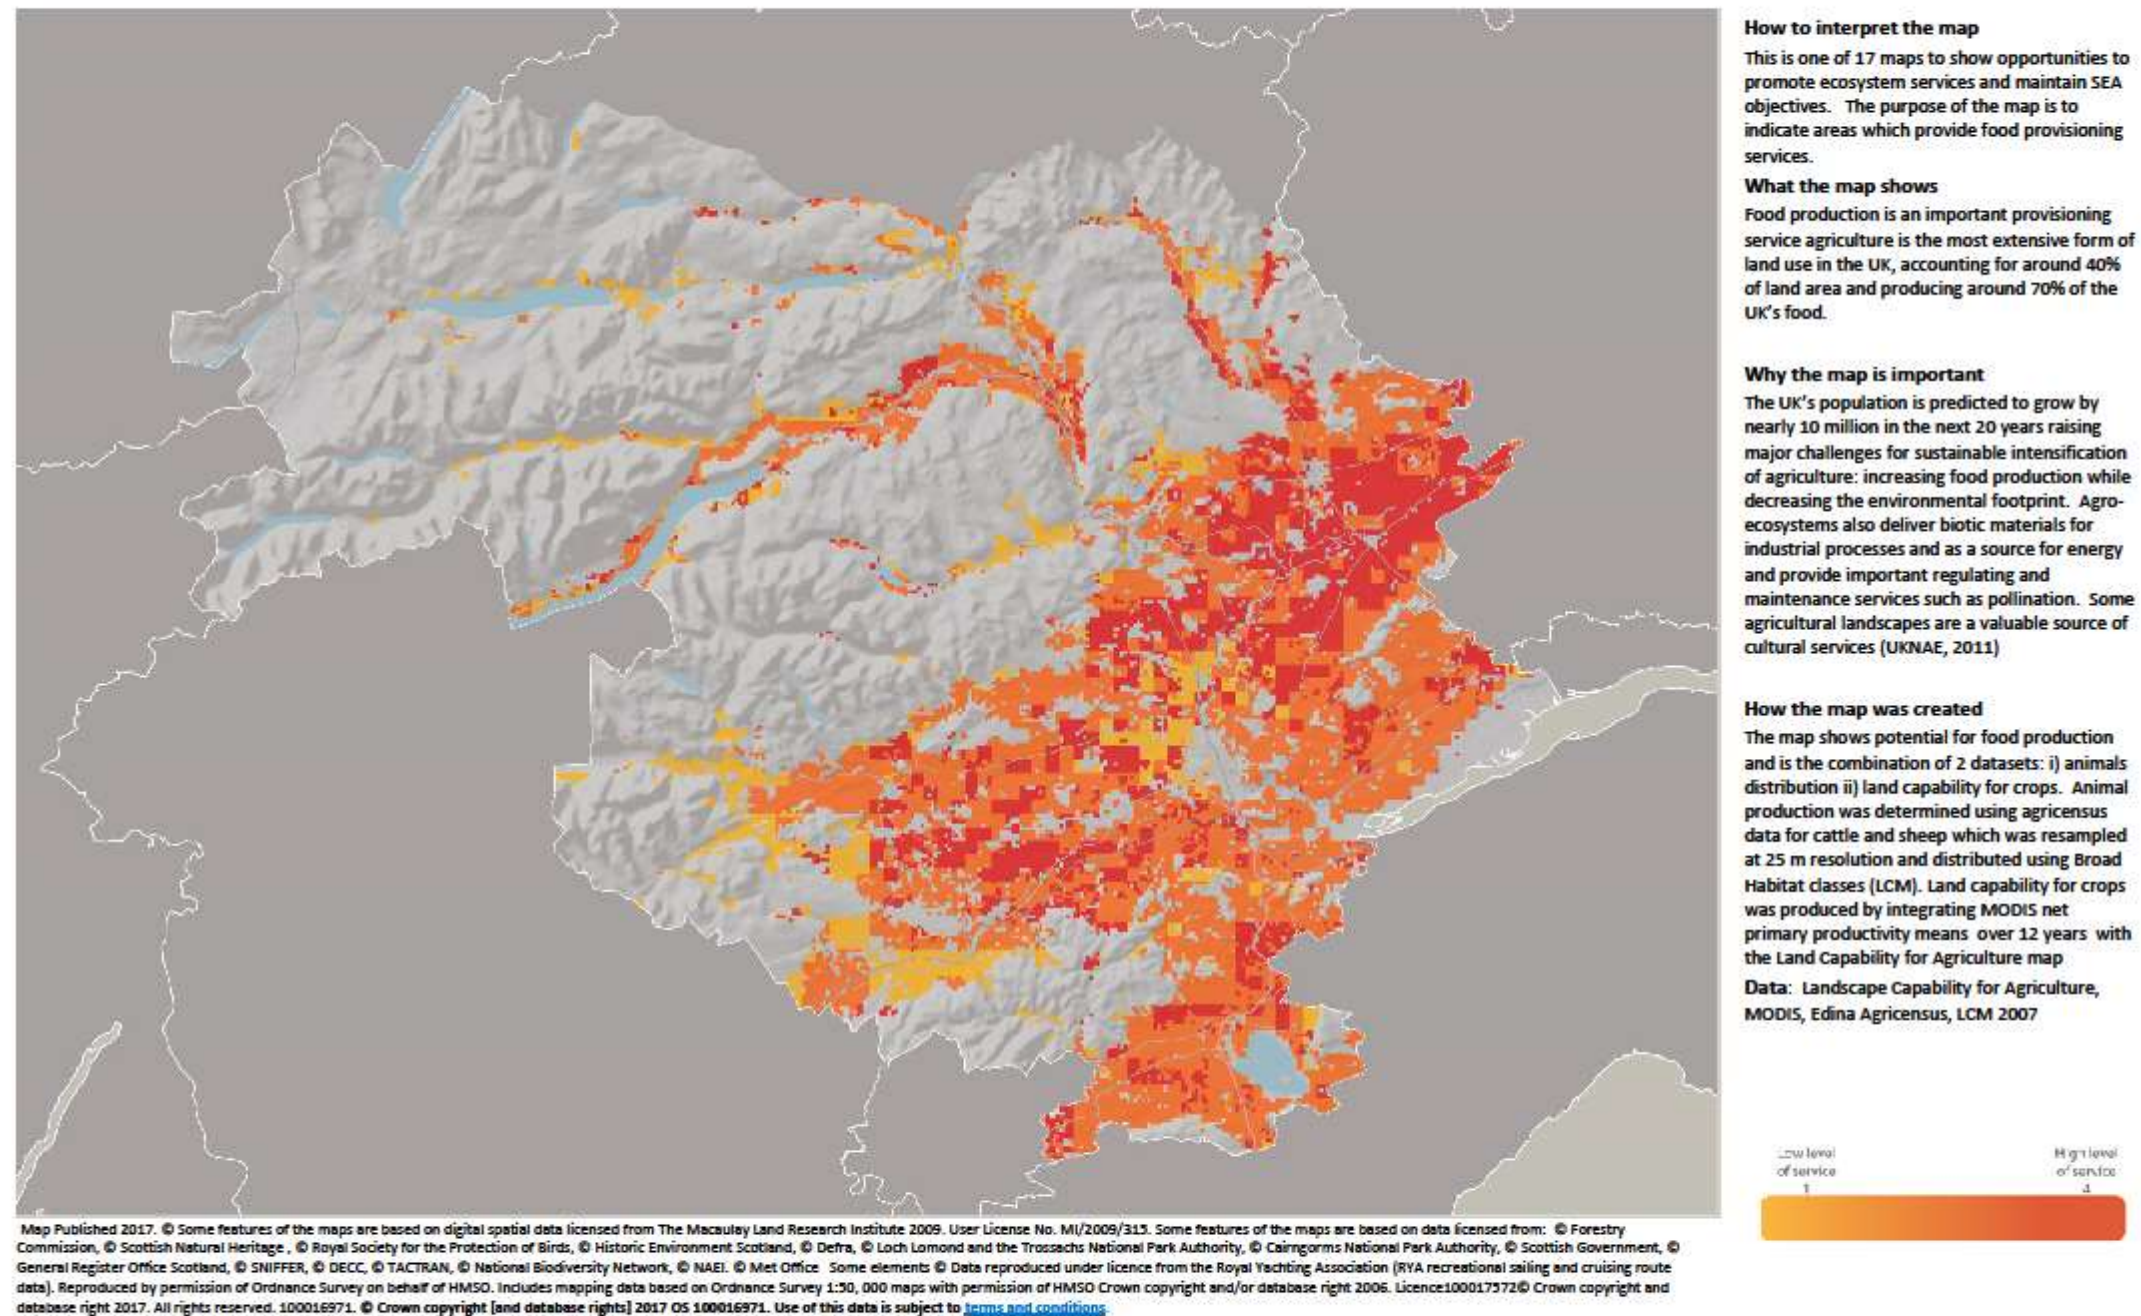 How to interpret the map
This is one of 17 maps to show opportunities to
promote ecosystem services and maintain SEA
objectives.   The purpose of the map is to
indicate areas which provide food provisioning
services.
What the map shows
Food production is an important provisioning
service agriculture is the most extensive form of
land use in the UK, accounting for around 40%
of land area and producing around 70% of the
UK's food.
Why the map is important
The UK's population is predicted to grow by
nearly 10 million in the next 20 years raising
major challenges for sustainable intensification
of agriculture: increasing food production while
decreasing the environmental footprint.  Agro-
ecosystems also deliver biotic materials for
industrial processes and as a source for energy
and provide important regulating and
maintenance services such as pollination.  Some
agricultural landscapes are a valuable source of
cultural services (UKNAE, 2011)
How the map was created
The map shows potential for food production
and is the combination of 2 datasets: i) animals
distribution ii) land capability for crops.  Animal
production was determined using agricensus
data for cattle and sheep which was resampled
at 25 m resolution and distributed using Broad
Habitat classes (LCM). Land capability for crops
was produced by integrating MODIS net
primary productivity means  over 12 years  with
the Land Capability for Agriculture map
Data:  Landscape Capability for Agriculture,
MODIS, Edina Agricensus, LCM 2007
Low level
of service
1
High level
of service
4
Map Published 2017. © Some features of the maps are based on digital spatial data licensed from The Macaulay Land Research Institute 2009. User License No. MI/2009/315. Some features of the maps are based on data licensed from:  © Forestry
Commission, © Scottish Natural Heritage , © Royal Society for the Protection of Birds, © Historic Environment Scotland, © Defra, © Loch Lomond and the Trossachs National Park Authority, © Cairngorms National Park Authority, © Scottish Government, ©
General Register Office Scotland, © SNIFFER, © DECC, © TACTRAN, © National Biodiversity Network, © NAEI. © Met Office   Some elements © Data reproduced under licence from the Royal Yachting Association (RYA recreational sailing and cruising route
data). Reproduced by permission of Ordnance Survey on behalf of HMSO. Includes mapping data based on Ordnance Survey 1:50, 000 maps with permission of HMSO Crown copyright and/or database right 2006. Licence100017572© Crown copyright and
database right 2017. All rights reserved. 100016971. © Crown copyright [and database rights] 2017 OS 100016971. Use of this data is subject to terms and conditions.